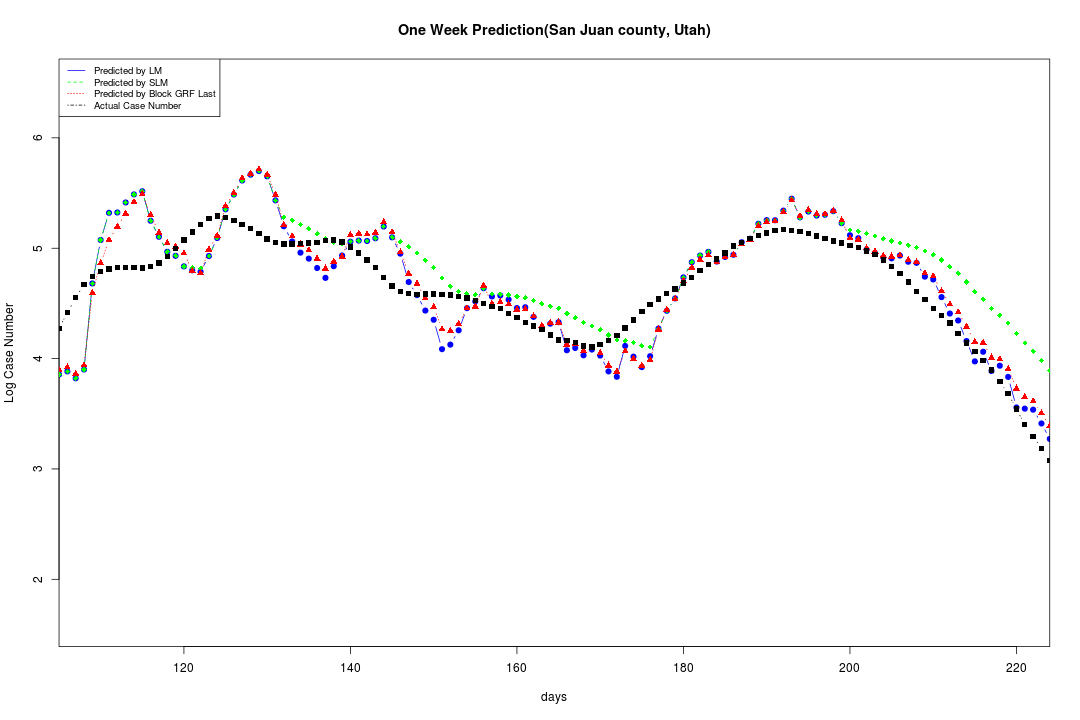 One Week Prediction(San Juan county, Utah)
Predicted by LM
Predicted by SLM
Predicted by Block GRF Last
Actual Case Number
6
5
4
3
2
Log Case Number
120 140 160 180 200 220
days